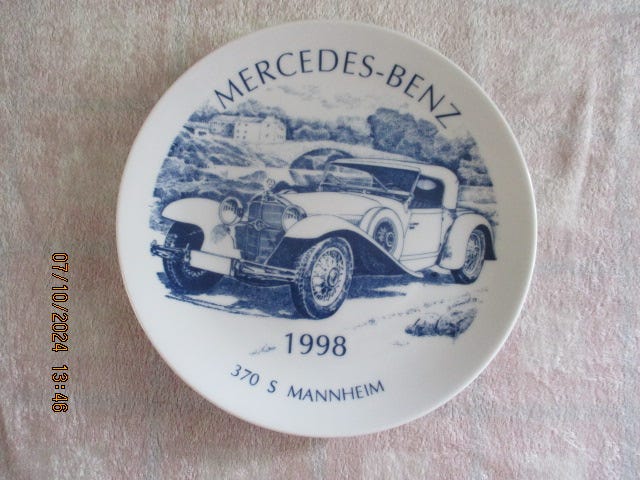 MERCEDES-BENZ
1998
370 S MANNHEIM
07/10/2024 13:46